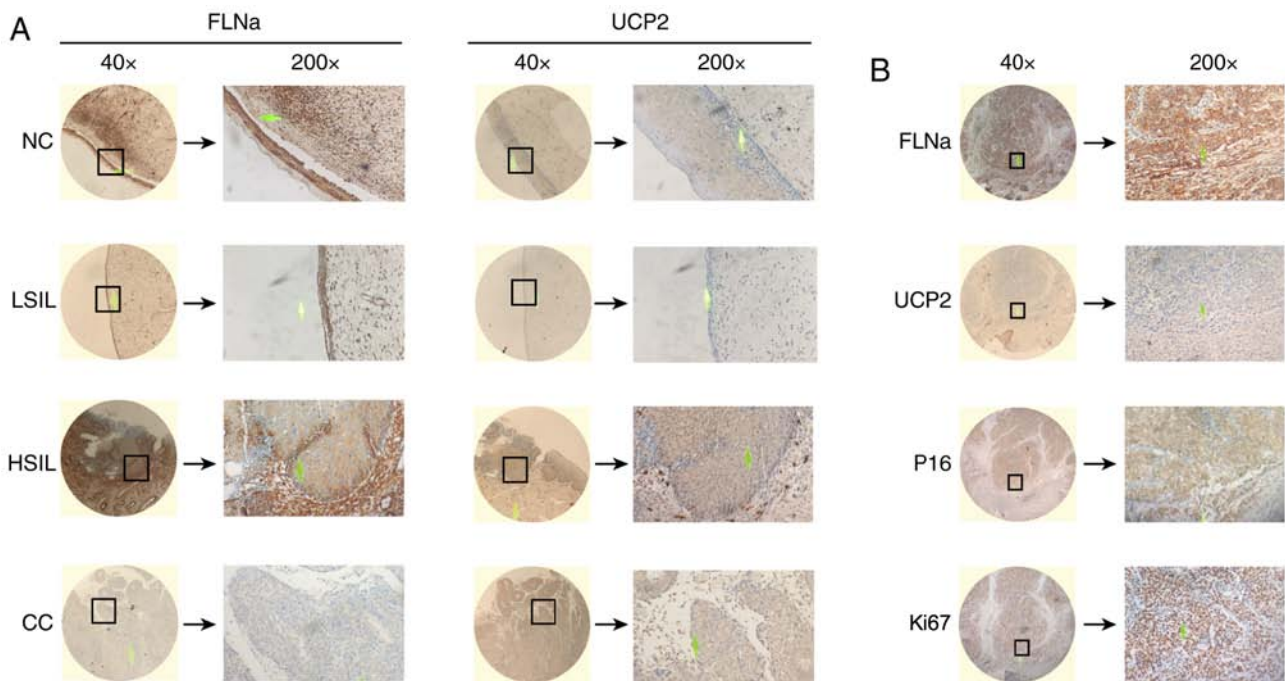 A
FLNa
UCP2
40×
200×
40×
200×
B
40×
200×
NC
LSIL
HSIL
CC
FLNa
UCP2
P16
Ki67